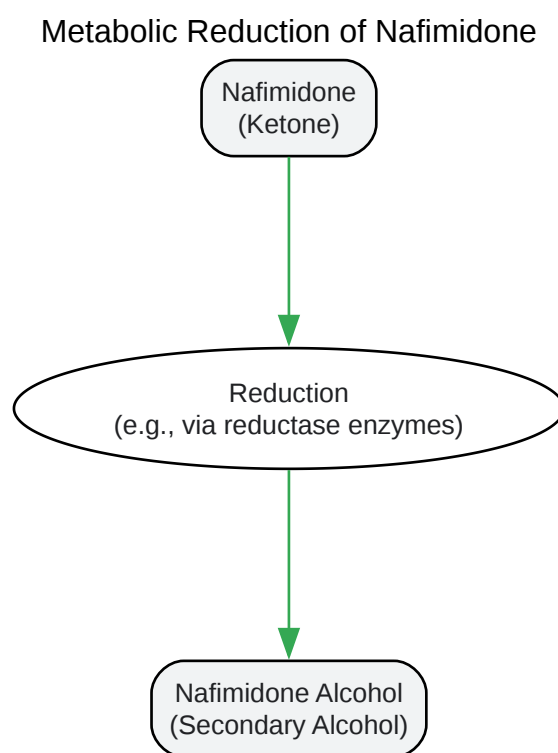 Metabolic Reduction of Nafimidone
Nafimidone
(Ketone)
Reduction
(e.g., via reductase enzymes)
Nafimidone Alcohol
(Secondary Alcohol)